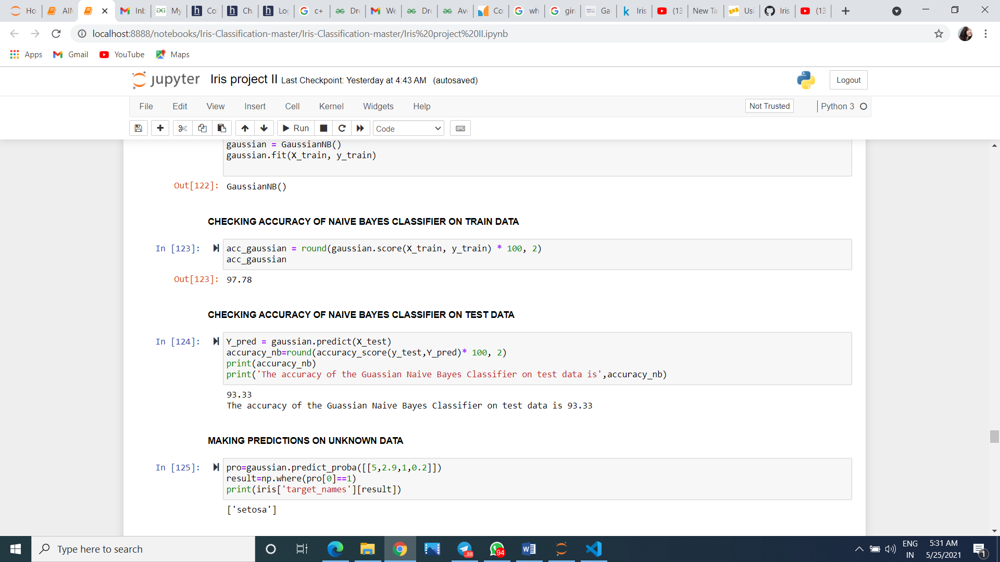 Ho
AIN
Inb
My
Co
Cha
Log
c+
Dro
We
Dro
Ave
Co
wh
gin
Ga
Iris
(13
New Ta
Usi
Iris
(13
localhost:8888/notebooks/Iris-Classification-master/Iris-Classification-master/Iris%20project%20II.ipynb
Apps Gmail YouTube Maps
jupyter Iris project II Last Checkpoint: Yesterday at 4:43 AM (autosaved) Logout
File Edit View Insert Cell Kernel Widgets Help Not Trusted Python 3
Run Code
gaussian = GaussianNB()
gaussian.fit(X_train, y_train)
Out[122]: GaussianNB()
CHECKING ACCURACY OF NAIVE BAYES CLASSIFIER ON TRAIN DATA
In [123]: acc_gaussian = round(gaussian.score(X_train, y_train) * 100, 2)
acc_gaussian
Out[123]: 97.78
CHECKING ACCURACY OF NAIVE BAYES CLASSIFIER ON TEST DATA
In [124]: Y_pred = gaussian.predict(X_test)
accuracy_nb=round(accuracy_score(y_test,Y_pred)* 100, 2)
print(accuracy_nb)
print('The accuracy of the Guassian Naive Bayes Classifier on test data is',accuracy_nb)
93.33
The accuracy of the Guassian Naive Bayes Classifier on test data is 93.33
MAKING PREDICTIONS ON UNKNOWN DATA
In [125]: pro=gaussian.predict_proba([[5,2.9,1,0.2]])
result=np.where(pro[0]==1)
print(iris['target_names'][result])
['setosa']
Type here to search
..88
94
ENG
IN
5:31 AM
5/25/2021
1